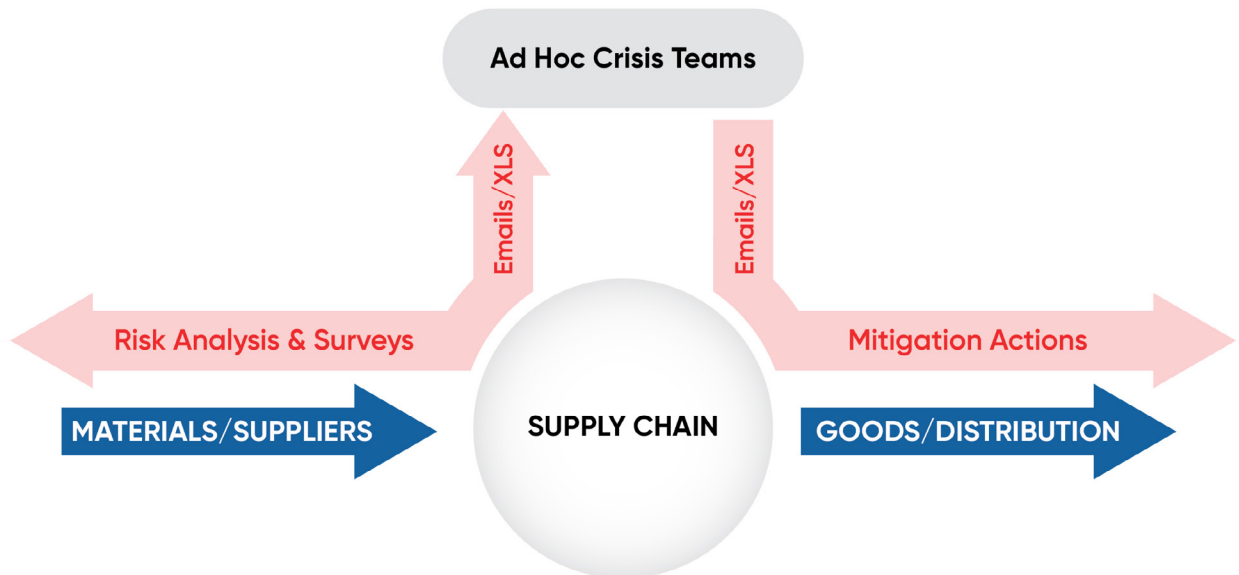 Ad Hoc Crisis Teams
Emails/XLS
Emails/XLS
Risk Analysis & Surveys
Mitigation Actions
MATERIALS/SUPPLIERS
SUPPLY CHAIN
GOODS/DISTRIBUTION